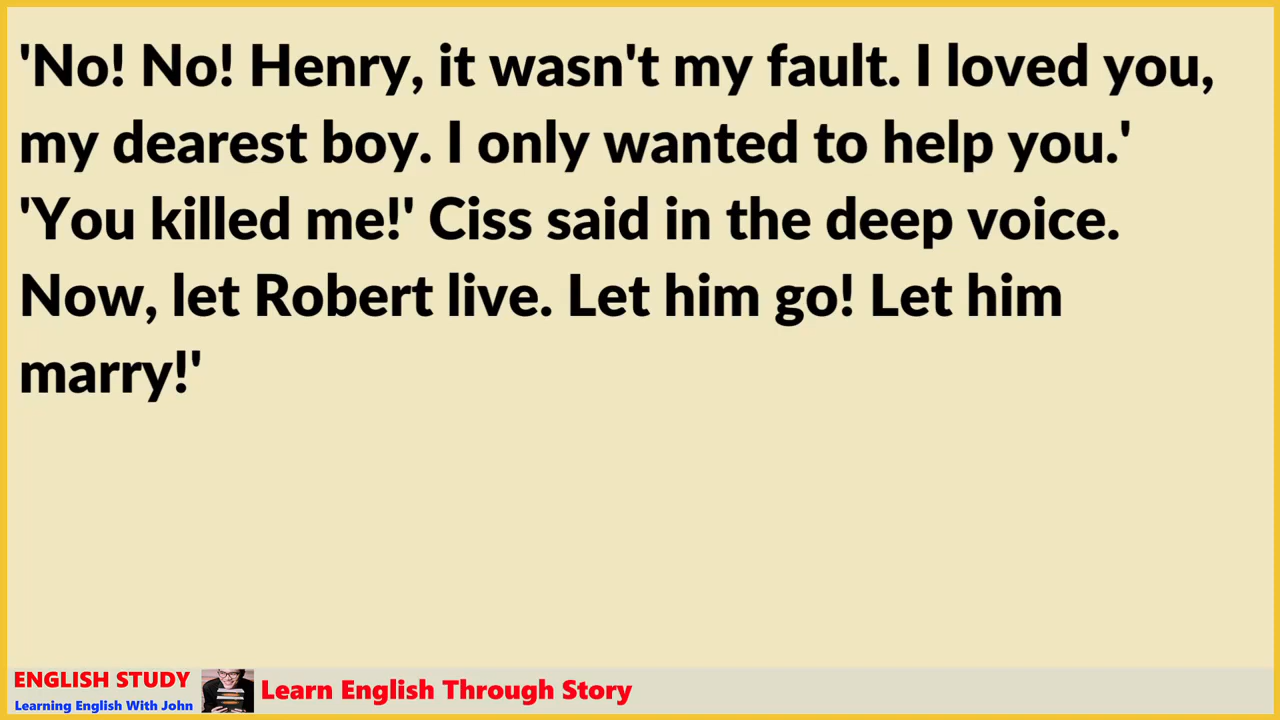 'No! No! Henry, it wasn't my fault. I loved you,
my dearest boy. I only wanted to help you.'
'You killed me!' Ciss said in the deep voice.
Now, let Robert live. Let him go! Let him
marry!'
ENGLISH STUDY
Learning English With John
Learn English Through Story